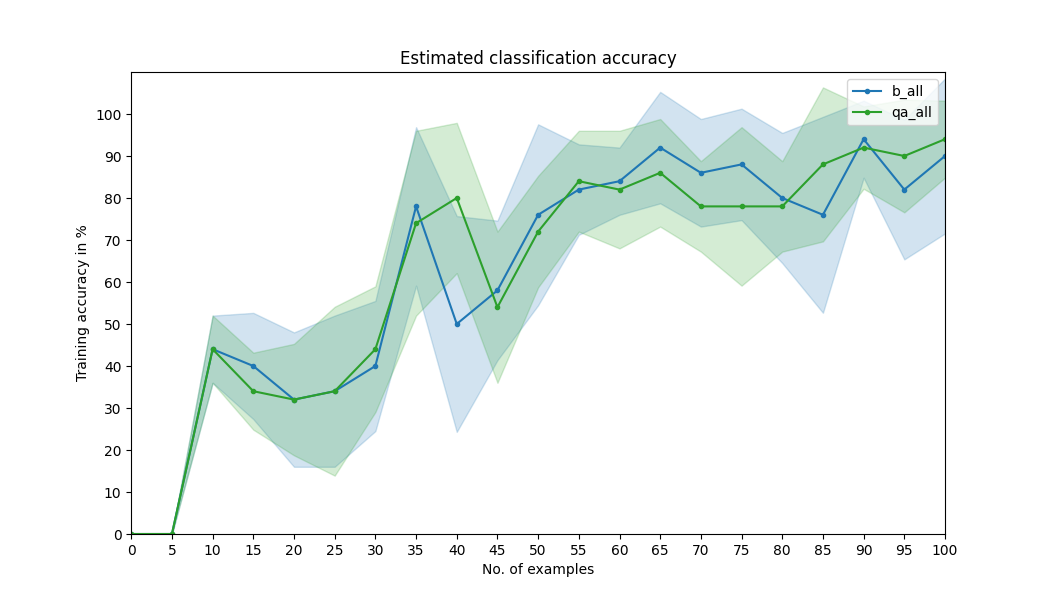 Estimated classification accuracy
b_all
qa_all
Training accuracy in %
100
90
80
70
60
50
40
30
20
10
0
0 5 10 15 20 25 30 35 40 45 50 55 60 65 70 75 80 85 90 95 100
No. of examples